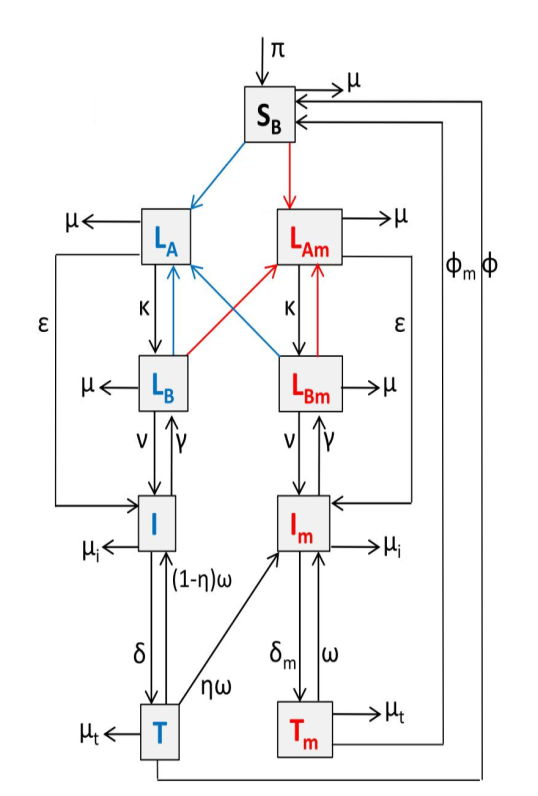 π
μ
S_B
μ L_A L_Am μ
ϕ_m ϕ
ε κ κ ε
μ L_B L_Bm μ
ν γ ν γ
I I_m
μ_i μ_i
(1-η)ω
δ δ_m ω
ηω
μ_t T T_m μ_t